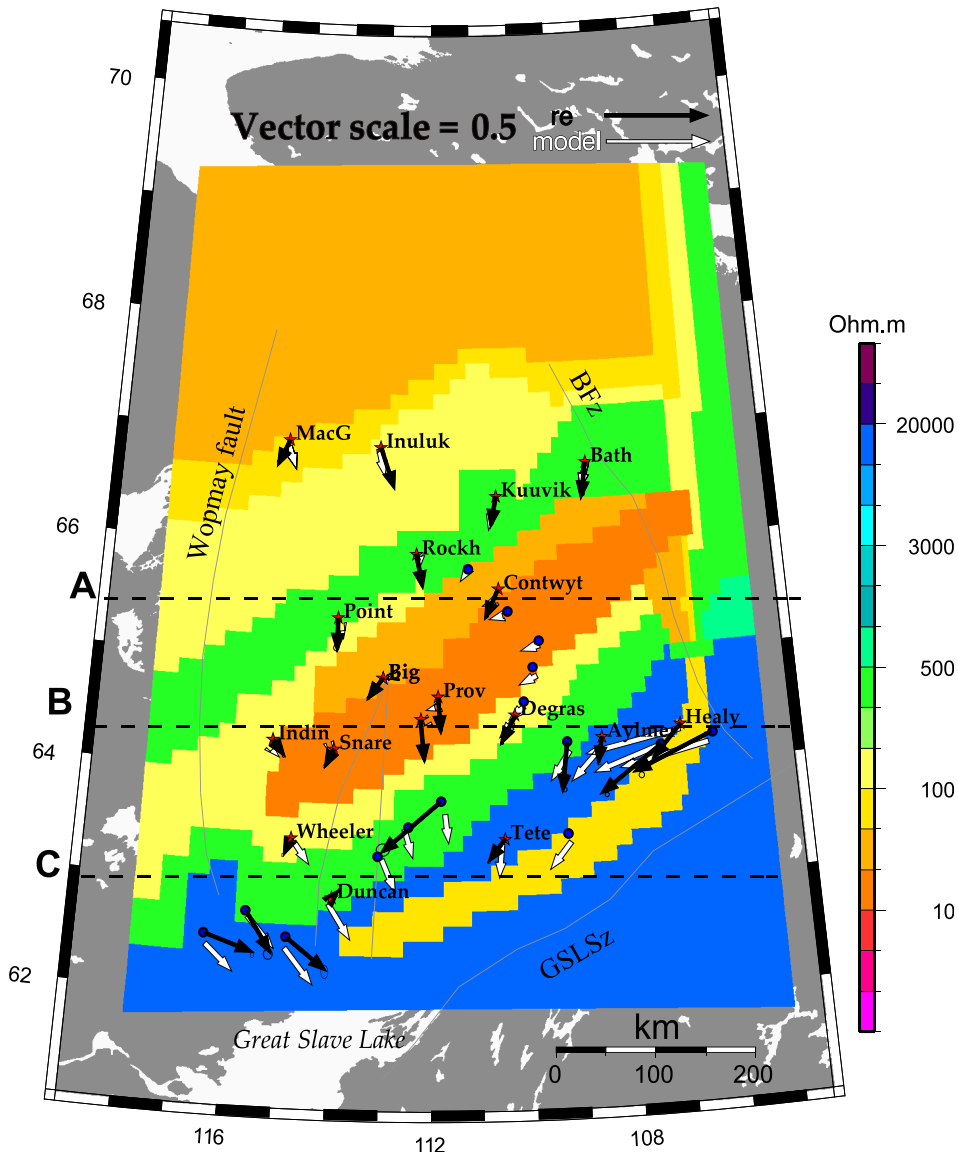 70
Vector scale = 0.5
re
model
68
Ohm.m
BFz
20000
Wopmay fault
MacG
Inuluk
Bath
Kuuvik
66
3000
Rockh
A
Contwyt
Point
500
Big
B
Prov
Degras
Healy
Indin
Snare
Aylmer
64
100
Wheeler
Tete
C
Duncan
10
62
GSLSz
Great Slave Lake
km
0 100 200
116
112
108